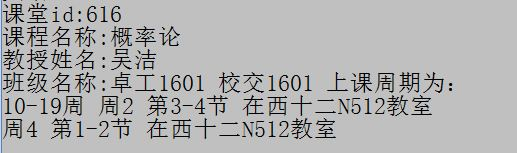 课堂id:616
课程名称:概率论
教授姓名:吴洁
班级名称:卓工1601 校交1601 上课周期为:
10-19周 周2 第3-4节 在西十二N512教室
周4 第1-2节 在西十二N512教室